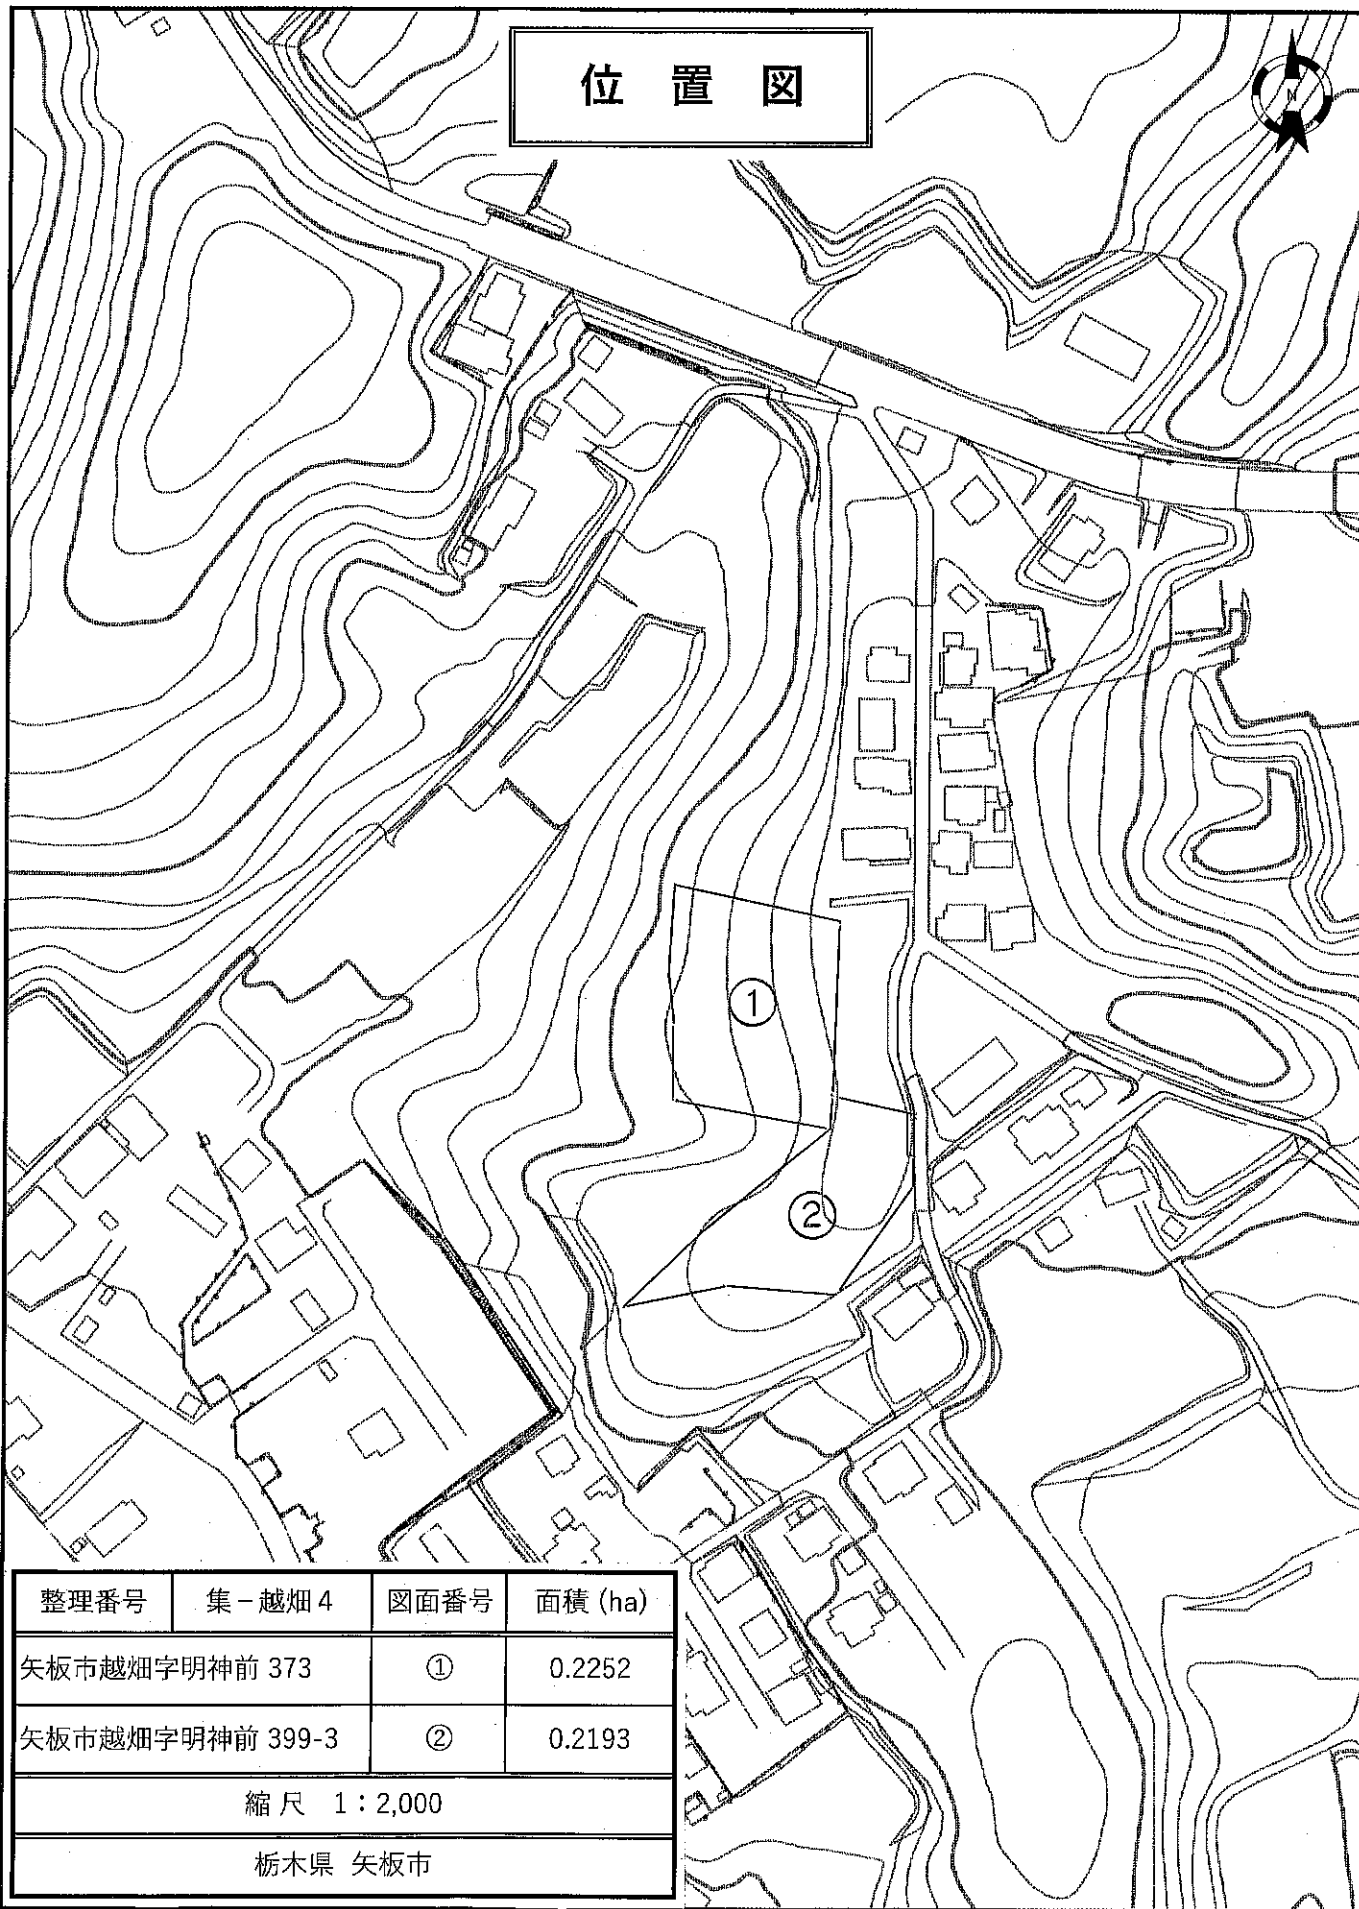 位 置 図
N
①
②
整理番号 集－越畑４ 図面番号 面積 (ha)
矢板市越畑字明神前 373 ① 0.2252
矢板市越畑字明神前 399-3 ② 0.2193
縮 尺 1：2,000
栃木県 矢板市